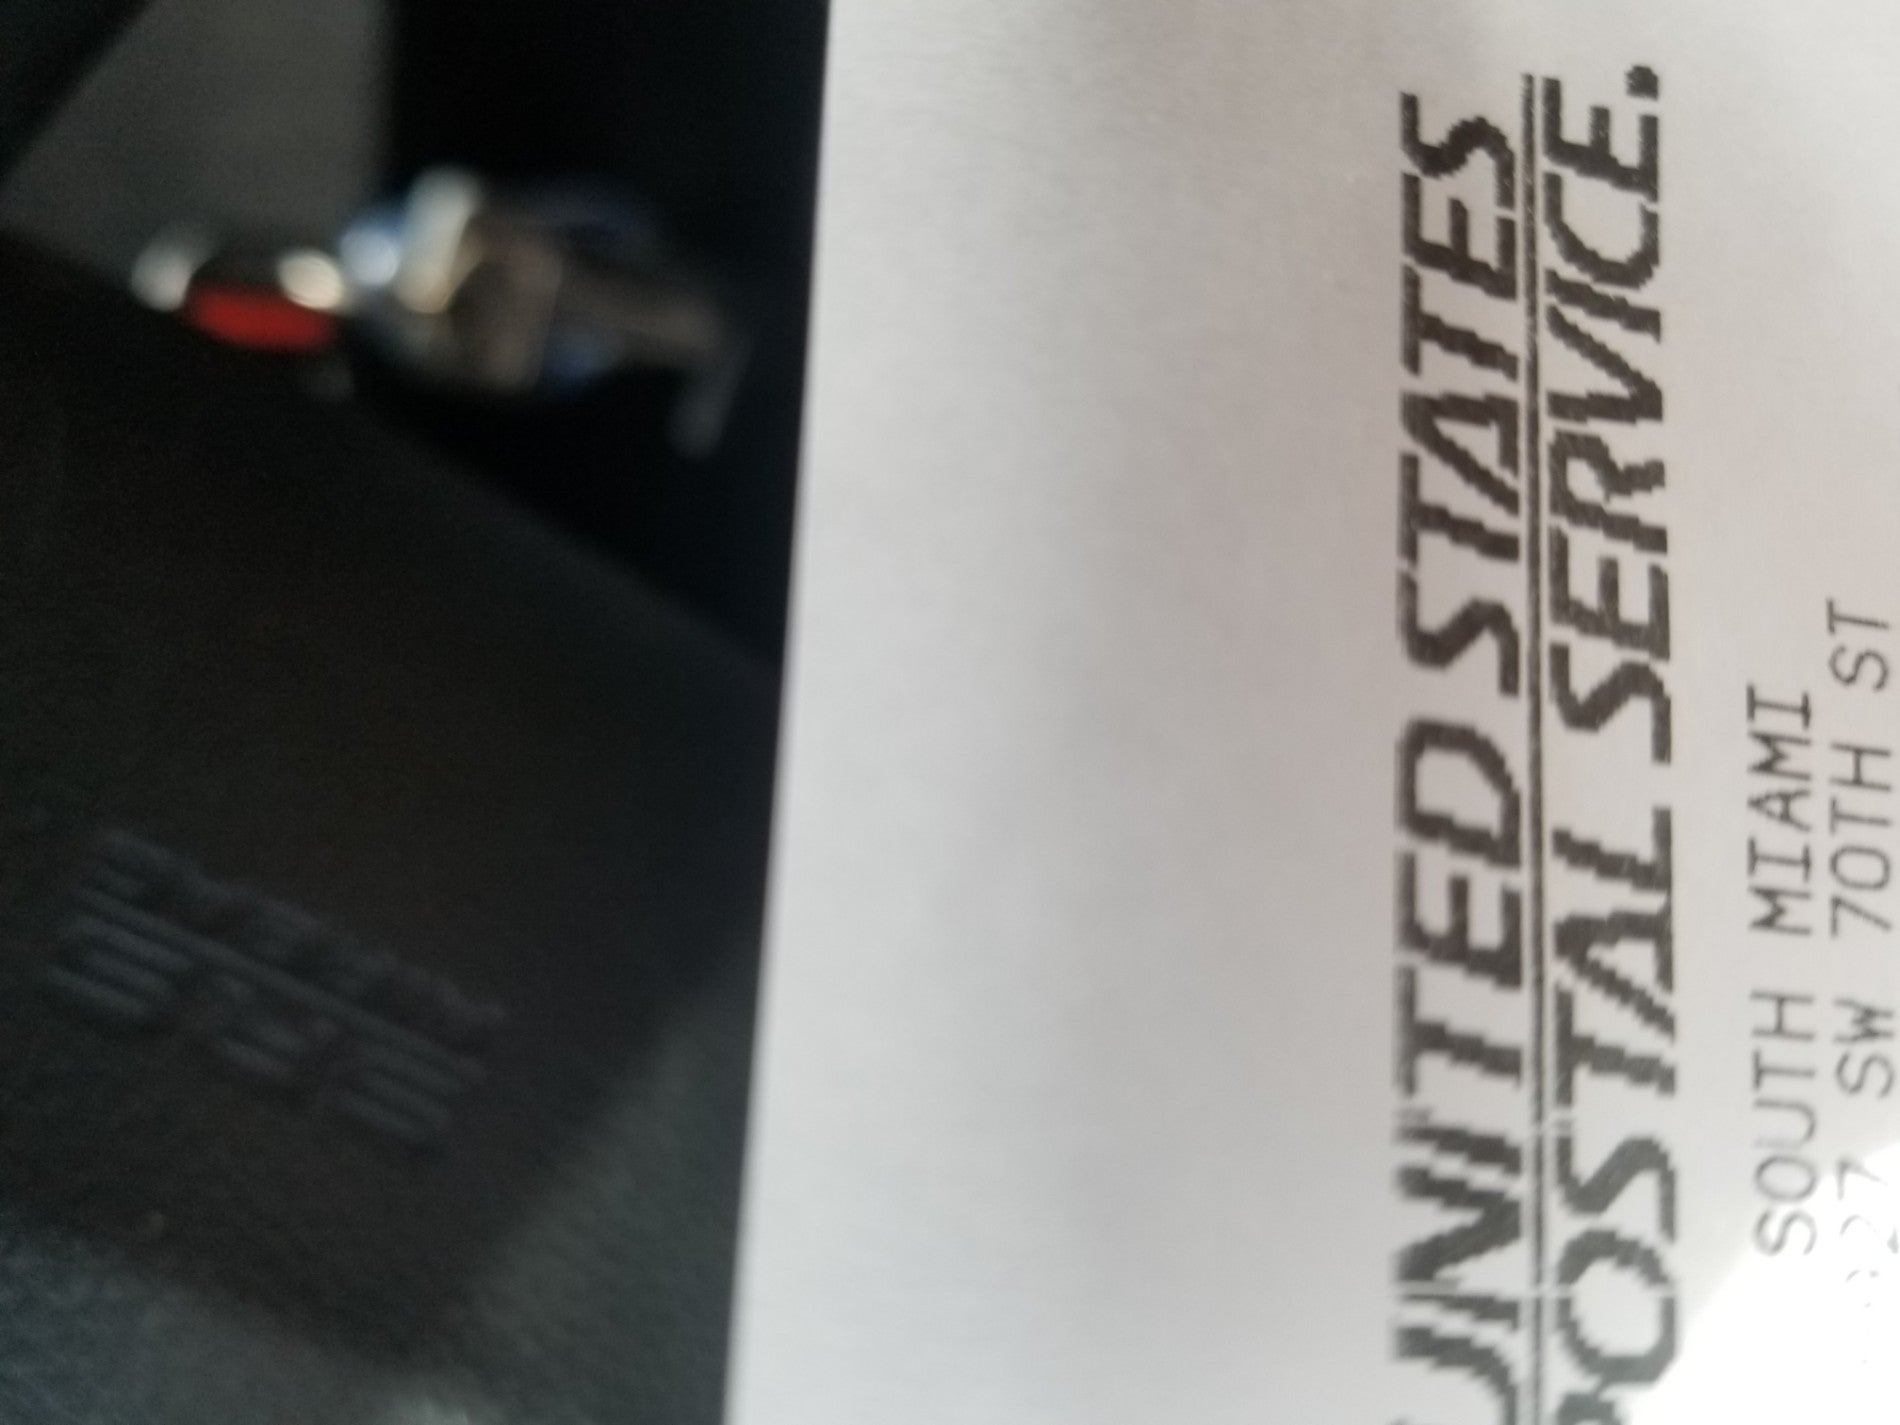 UNITED STATES
POSTAL SERVICE.
SOUTH MIAMI
SW 70TH ST